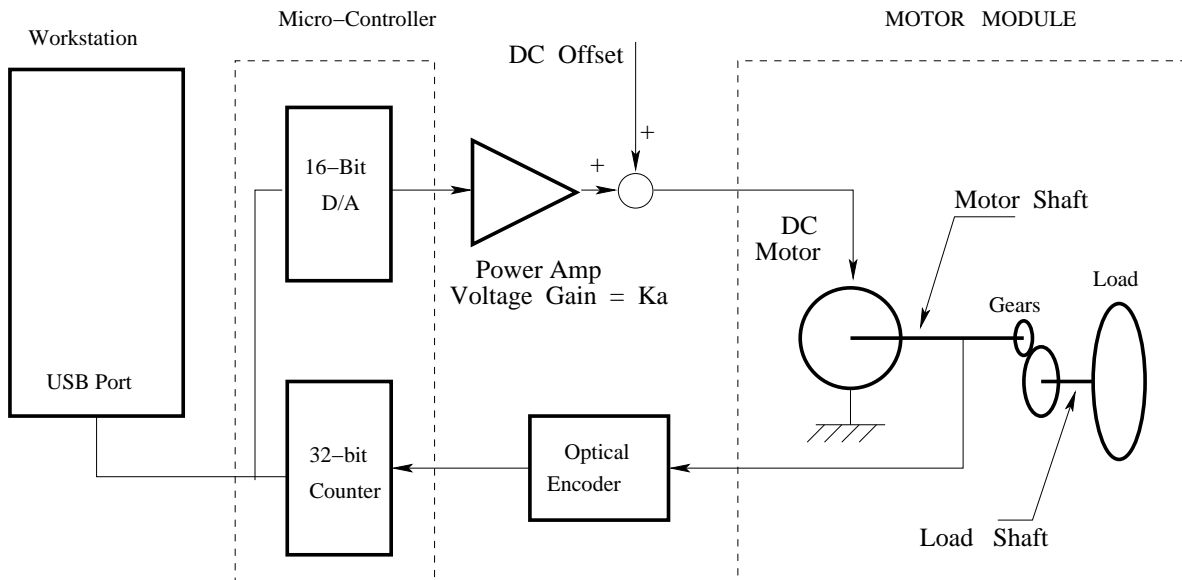 Micro−Controller
MOTOR MODULE
Workstation
DC Offset
+
+
16−Bit
D/A
Motor Shaft
DC
Motor
Power Amp
Voltage Gain = Ka
Load
Gears
USB Port
32−bit
Counter
Optical
Encoder
Load Shaft